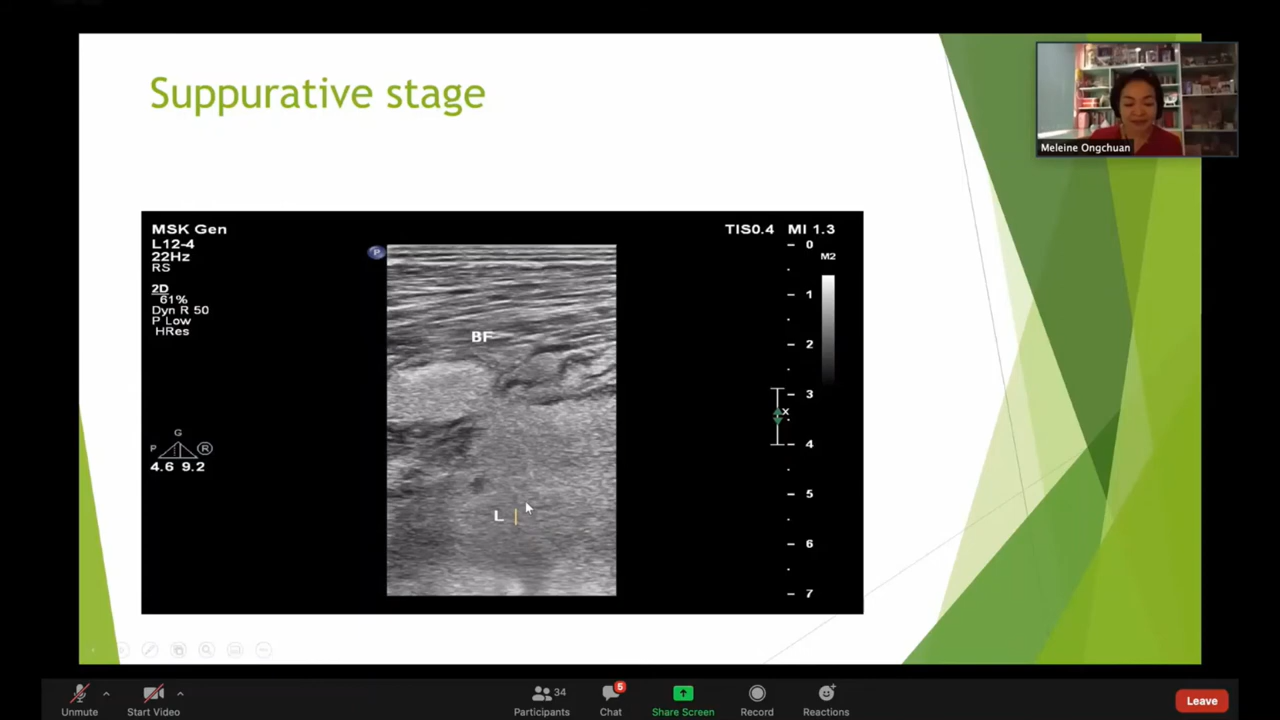 Suppurative stage
Meleine Ongchuan
MSK Gen
TIS0.4 MI 1.3
L12-4
22Hz
RS
2D
61%
Dyn R 50
P Low
HRes
P
0
M2
1
BF
2
3
x
4
G
P R
4.6 9.2
5
L
6
7
Unmute
Start Video
34
Participants
5
Chat
Share Screen
Record
Reactions
Leave